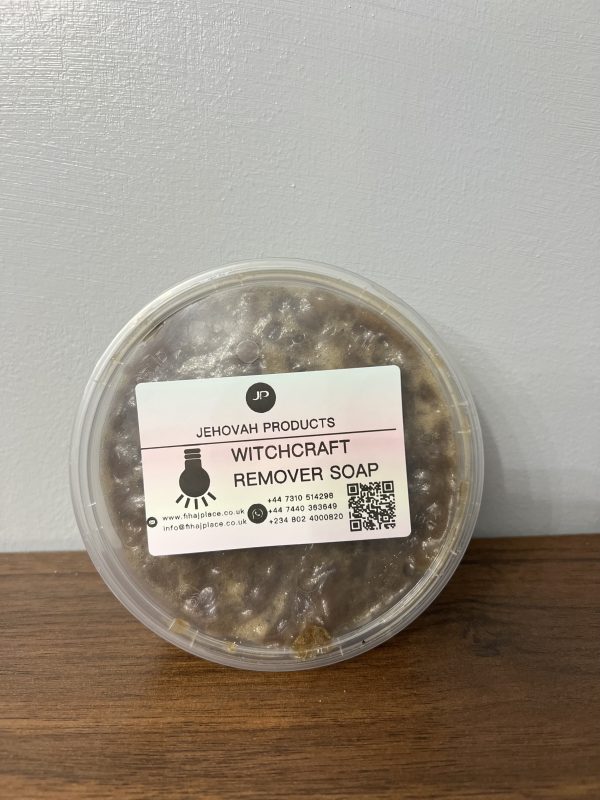 JP
JEHOVAH PRODUCTS
WITCHCRAFT
REMOVER SOAP
www.fihajplace.co.uk
info@fihajplace.co.uk
+44 7310 514298
+44 7440 363649
+234 802 4000820